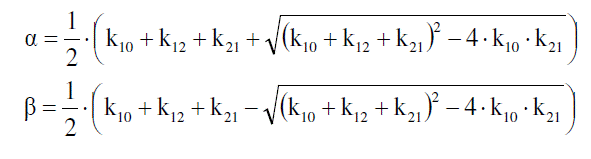 α = 1/2 · ( k₁₀ + k₁₂ + k₂₁ + √((k₁₀ + k₁₂ + k₂₁)² − 4 · k₁₀ · k₂₁) )
β = 1/2 · ( k₁₀ + k₁₂ + k₂₁ − √((k₁₀ + k₁₂ + k₂₁)² − 4 · k₁₀ · k₂₁) )